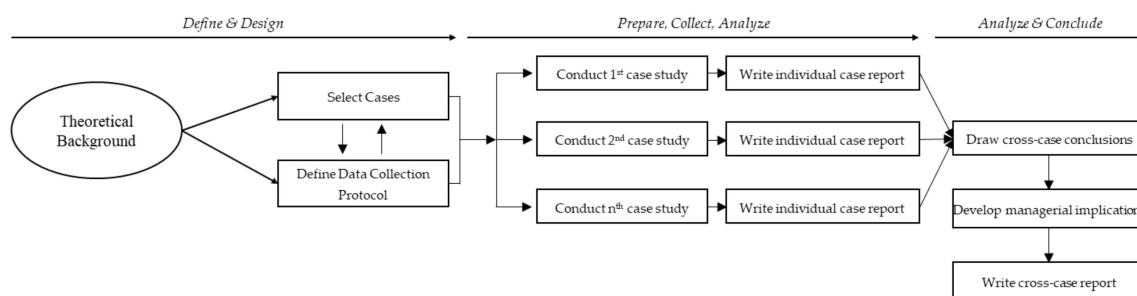 Define & Design
Prepare, Collect, Analyze
Analyze & Conclude
Theoretical
Background
Select Cases
Define Data Collection
Protocol
Conduct 1st case study
Write individual case report
Conduct 2nd case study
Write individual case report
Conduct nth case study
Write individual case report
Draw cross-case conclusions
Develop managerial implication
Write cross-case report